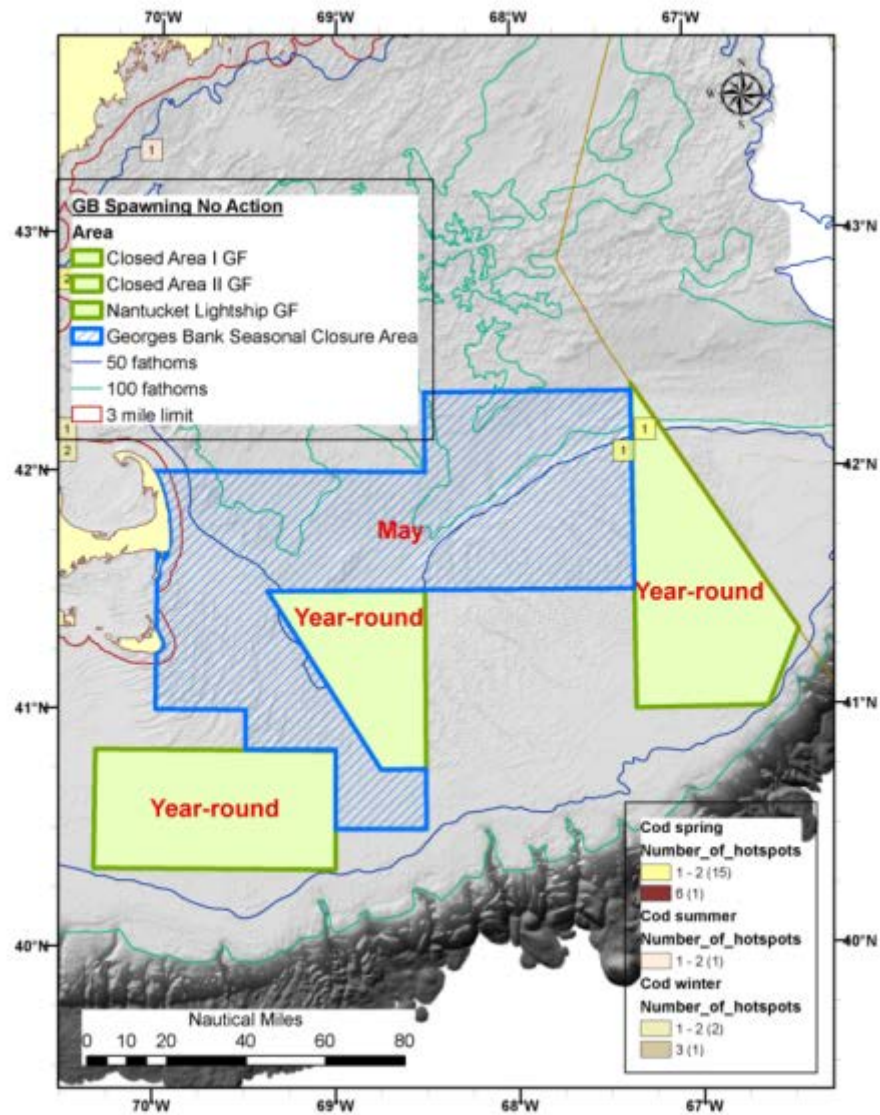 70°W 69°W 68°W 67°W
N
W
S
1
43°N 43°N
GB Spawning No Action
Area
Closed Area I GF
Closed Area II GF
Nantucket Lightship GF
Georges Bank Seasonal Closure Area
50 fathoms
100 fathoms
3 mile limit
2
1
2
1
1
42°N 42°N
May
Year-round
Year-round
41°N 41°N
Year-round
Cod spring
Number_of_hotspots
1 - 2 (15)
6 (1)
Cod summer
Number_of_hotspots
1 - 2 (1)
Cod winter
Number_of_hotspots
1 - 2 (2)
3 (1)
40°N 40°N
Nautical Miles
0 10 20 40 60 80
70°W 69°W 68°W 67°W